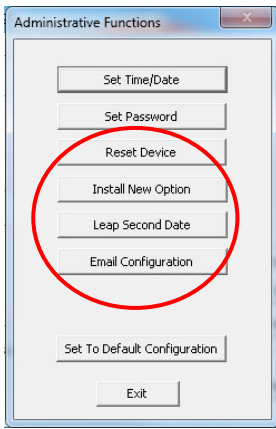 Administrative Functions
Set Time/Date
Set Password
Reset Device
Install New Option
Leap Second Date
Email Configuration
Set To Default Configuration
Exit